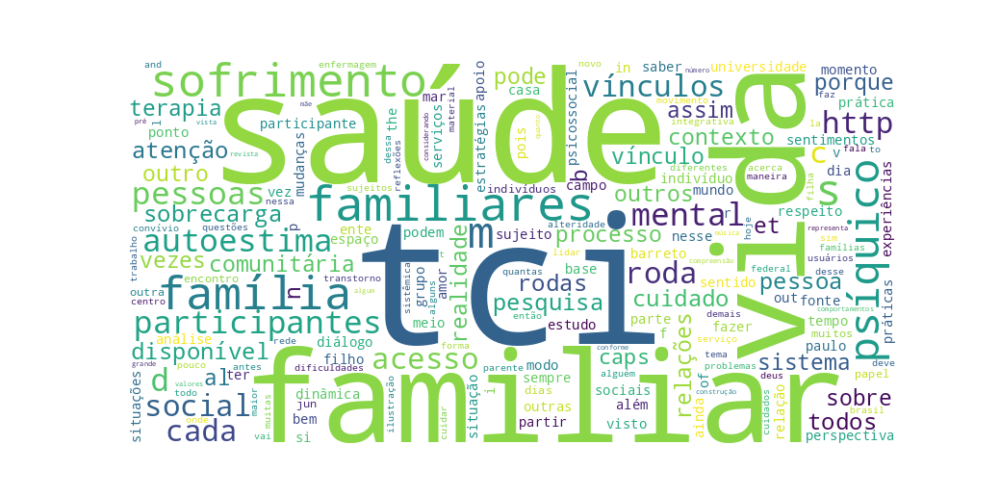 and enfermagem novo número
sofrimento saúde vínculos universidade
terapia participante pode casa in saber momento porque
mão mar apoio movimento faz
ponto serviços the pois assim http prática
atenção mudanças estratégias psicossocial integrativa la
pré vista material considerando quanto contexto sentimentos
outro dessa reflexões vínculo c v fala to
revista sujeitos diferentes acerca dia
pessoas vez indivíduos campo outros indivíduo maneira
nessa familiares b mundo filha s experiências
sobrecarga convívio ente p m alteridade mental r et respeito representa
autoestima questões podem sujeito processo nesse hoje sim famílias
trabalho espaço t barreto música
vezes comunitária encontro realidade tci roda vida usuários psíquico
outra transtorno sistêmica grupo alguns lidar quantas base compreensão federal desse
família n algum amor rodas cuidado sentido pessoa comportamentos práticas
centro rede meio então pesquisa out fonte
participantes análise diálogo estudo parte demais tempo
disponível ter filho forma conforme f fazer paulo muitos
grande pouco antes acesso modo caps relações serviço sistema
d al dificuldades parente alguém tema deus deve
todo valores dinâmica i sempre sociais problemas of papel
situações social maior jun ilustração cuidar situação dias outras além construção ainda relação cuidados brasil sobre
onde muitas bem partir visto todos
cada vai si familiar perspectiva